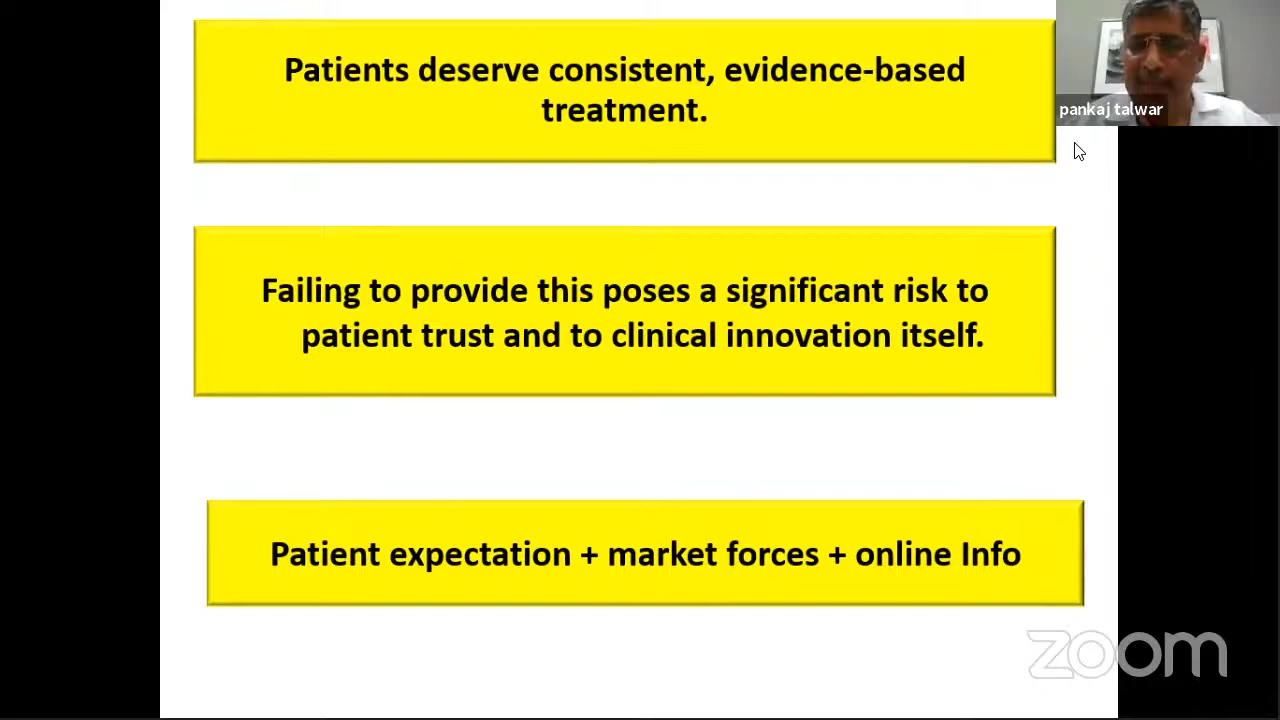 Patients deserve consistent, evidence-based
treatment.
pankaj talwar
Failing to provide this poses a significant risk to
patient trust and to clinical innovation itself.
Patient expectation + market forces + online Info
zoom